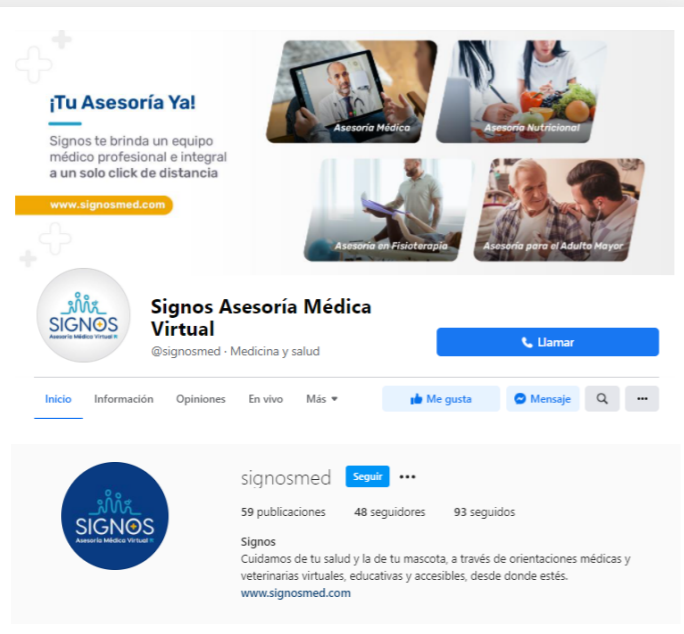 ¡Tu Asesoría Ya!
Signos te brinda un equipo
médico profesional e integral
a un solo click de distancia
www.signosmed.com
Asesoría Médica
Asesoría Nutricional
Asesoría en Fisioterapia
Asesoría para el Adulto Mayor
SIGNOS
Asesoría Médica Virtual
Signos Asesoría Médica
Virtual
@signosmed · Medicina y salud
Llamar
Inicio Información Opiniones En vivo Más Me gusta Mensaje
SIGNOS
Asesoría Médica Virtual
signosmed Seguir
59 publicaciones 48 seguidores 93 seguidos
Signos
Cuidamos de tu salud y la de tu mascota, a través de orientaciones médicas y
veterinarias virtuales, educativas y accesibles, desde donde estés.
www.signosmed.com